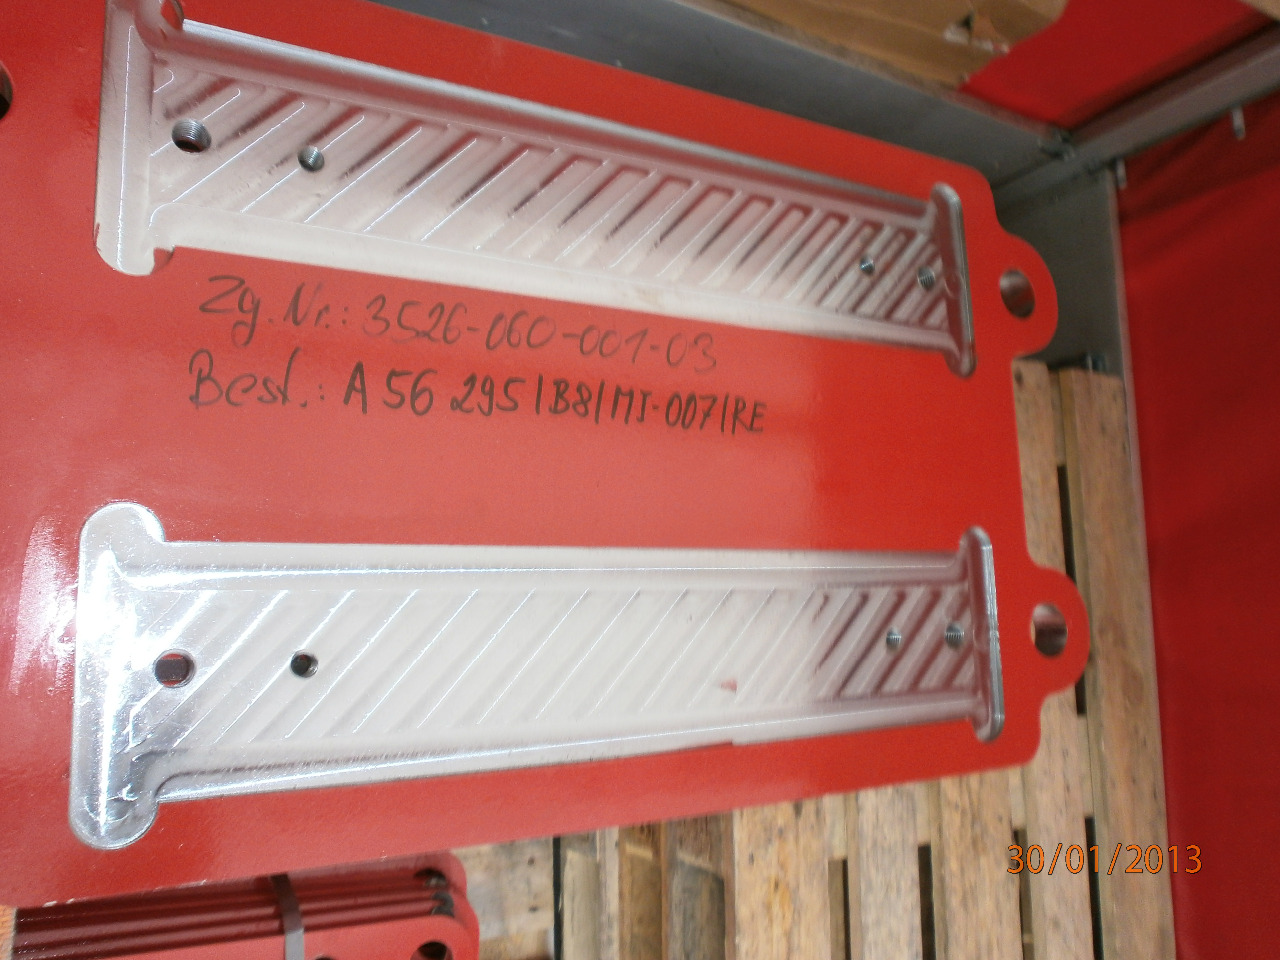 Zg. Nr.: 3526-060-001-03
Best.: A 56 295/B8/MJ-007/RE
30/01/2013